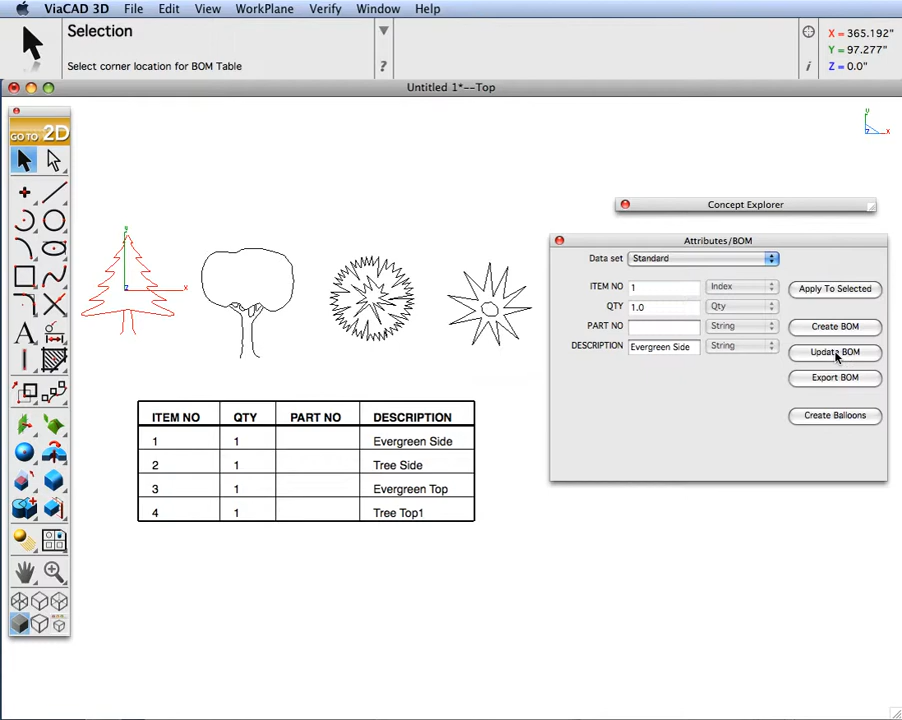 ViaCAD 3D File Edit View WorkPlane Verify Window Help
Selection
Select corner location for BOM Table
?
i
X = 365.192"
Y = 97.277"
Z = 0.0"
Untitled 1*--Top
GO TO 2D
y
x
z
Concept Explorer
Attributes/BOM
Data set Standard
ITEM NO 1 Index Apply To Selected
QTY 1.0 Qty
PART NO String Create BOM
DESCRIPTION Evergreen Side String Update BOM
Export BOM
Create Balloons
ITEM NO QTY PART NO DESCRIPTION
1 1 Evergreen Side
2 1 Tree Side
3 1 Evergreen Top
4 1 Tree Top1
A